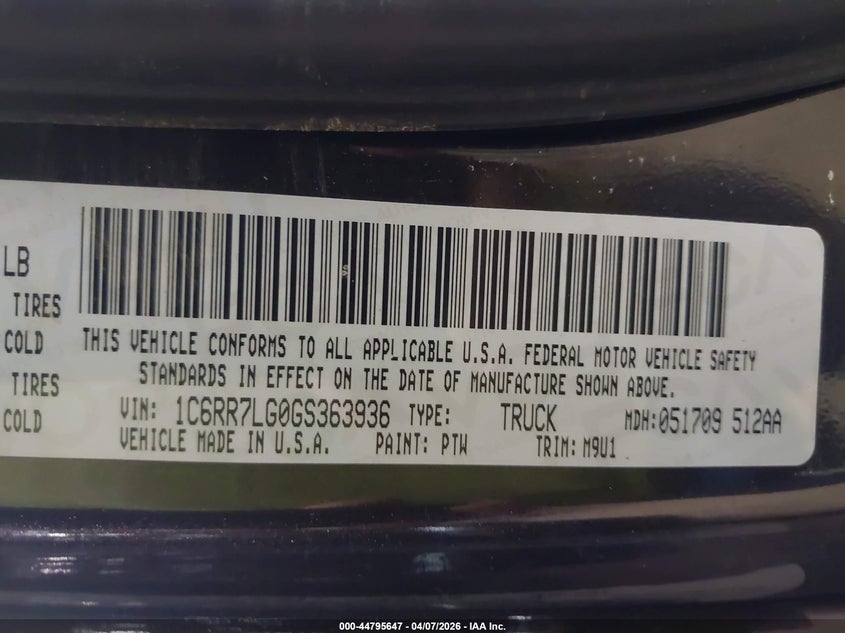 LB
TIRES
COLD
TIRES
COLD
THIS VEHICLE CONFORMS TO ALL APPLICABLE U.S.A. FEDERAL MOTOR VEHICLE SAFETY
STANDARDS IN EFFECT ON THE DATE OF MANUFACTURE SHOWN ABOVE.
VIN: 1C6RR7LG0GS363936 TYPE: TRUCK MDH:051709 512AA
VEHICLE MADE IN U.S.A. PAINT: PTW TRIM: M9U1
000-44795647 - 04/07/2026 - IAA Inc.